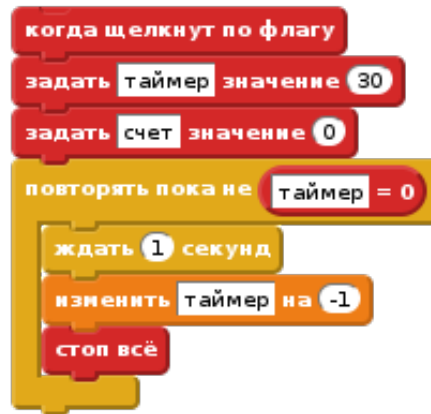 когда щелкнут по флагу
задать таймер значение 30
задать счет значение 0
повторять пока не таймер = 0
ждать 1 секунд
изменить таймер на -1
стоп всё